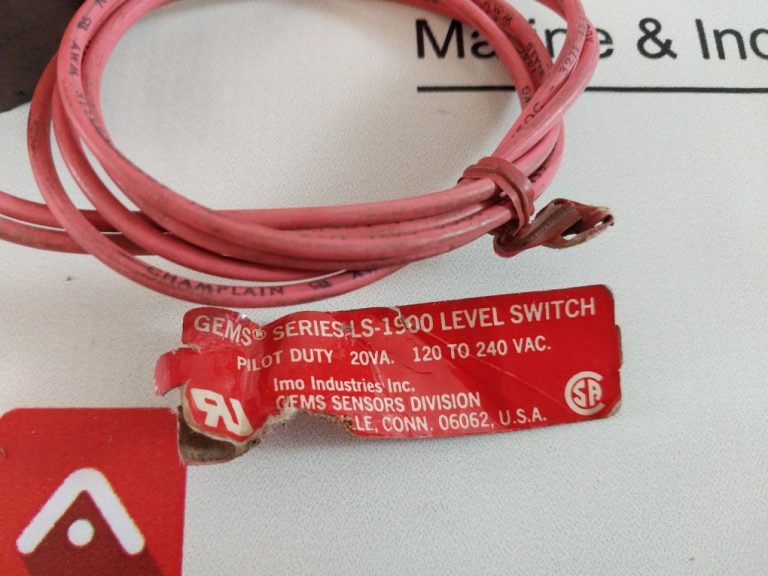 Marine & Ind
CHAMPLAIN
GEMS® SERIES LS-1900 LEVEL SWITCH
PILOT DUTY 20VA. 120 TO 240 VAC.
Imo Industries Inc.
GEMS SENSORS DIVISION
LLE, CONN. 06062, U.S.A.